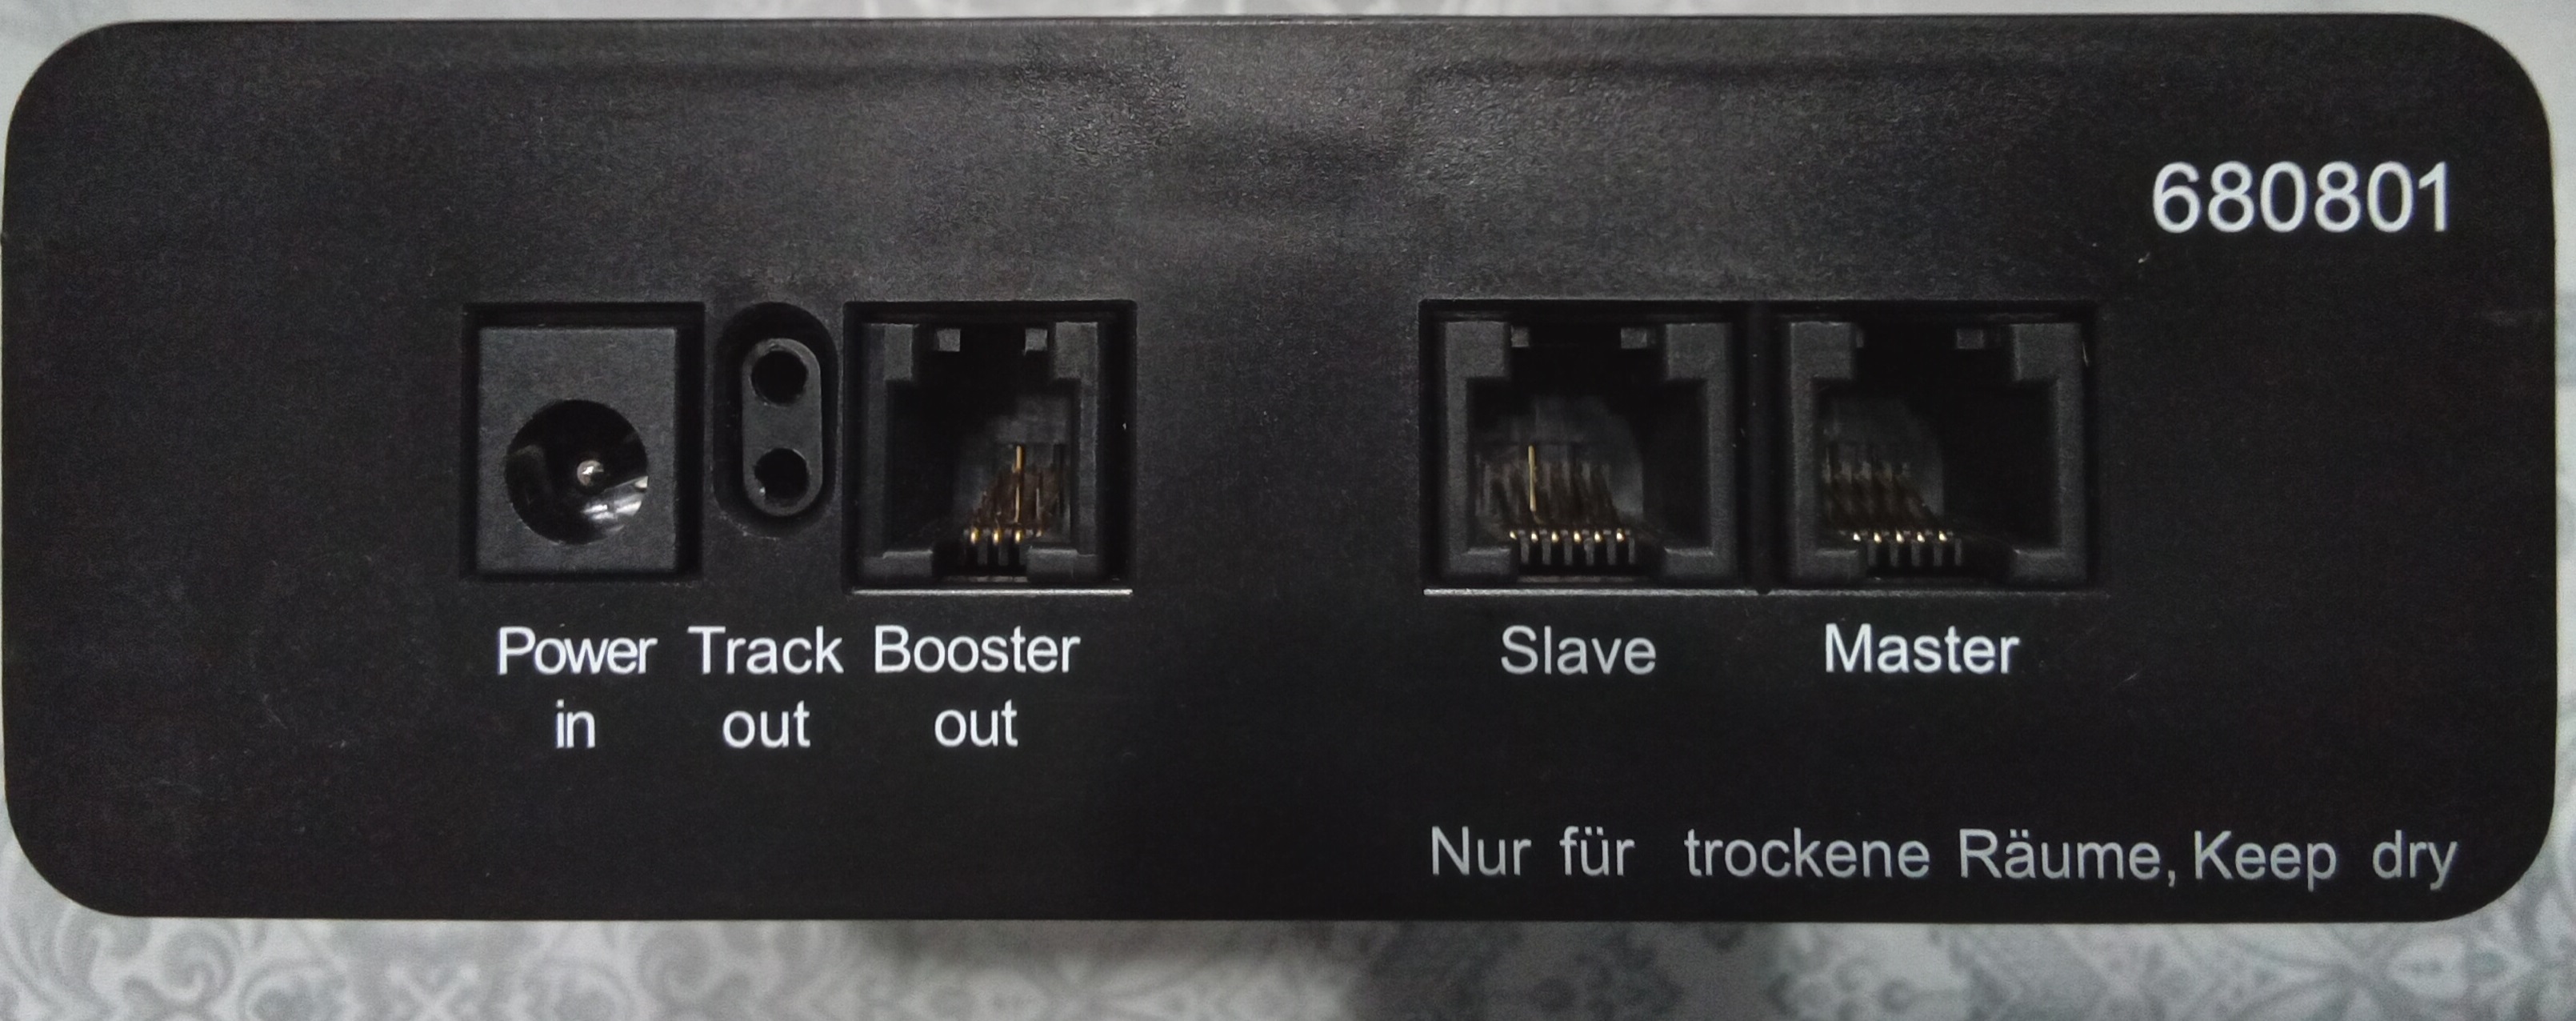 680801
Power Track Booster Slave Master
in out out
Nur für trockene Räume, Keep dry